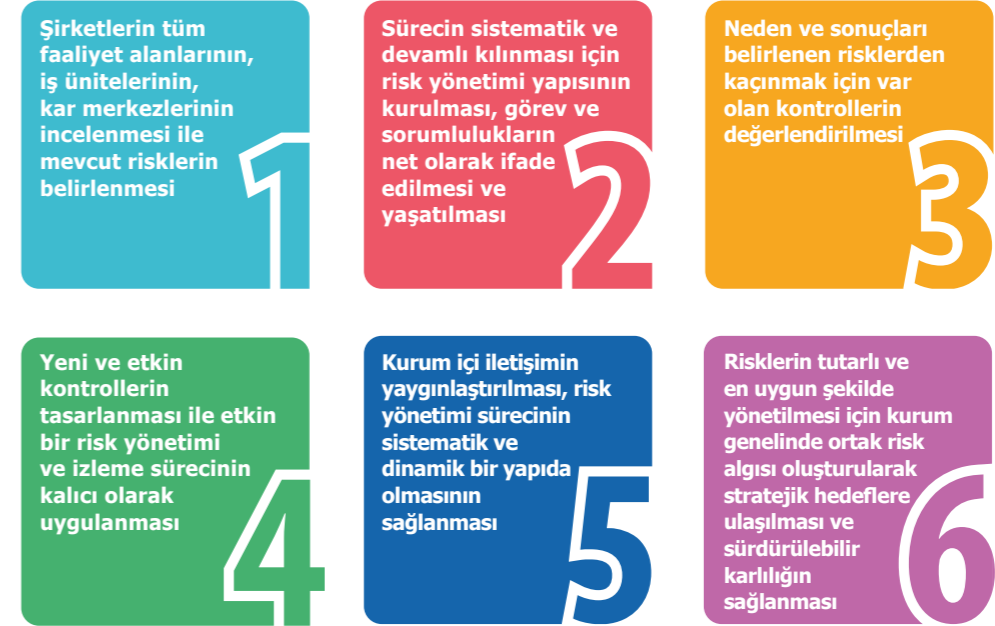 Şirketlerin tüm
faaliyet alanlarının,
iş ünitelerinin,
kar merkezlerinin
incelenmesi ile
mevcut risklerin
belirlenmesi
1
Sürecin sistematik ve
devamlı kılınması için
risk yönetimi yapısının
kurulması, görev ve
sorumlulukların
net olarak ifade
edilmesi ve
yaşatılması
2
Neden ve sonuçları
belirlenen risklerden
kaçınmak için var
olan kontrollerin
değerlendirilmesi
3
Yeni ve etkin
kontrollerin
tasarlanması ile etkin
bir risk yönetimi
ve izleme sürecinin
kalıcı olarak
uygulanması
4
Kurum içi iletişimin
yaygınlaştırılması, risk
yönetimi sürecinin
sistematik ve
dinamik bir yapıda
olmasının
sağlanması
5
Risklerin tutarlı ve
en uygun şekilde
yönetilmesi için kurum
genelinde ortak risk
algısı oluşturularak
stratejik hedeflere
ulaşılması ve
sürdürülebilir
karlılığın
sağlanması
6